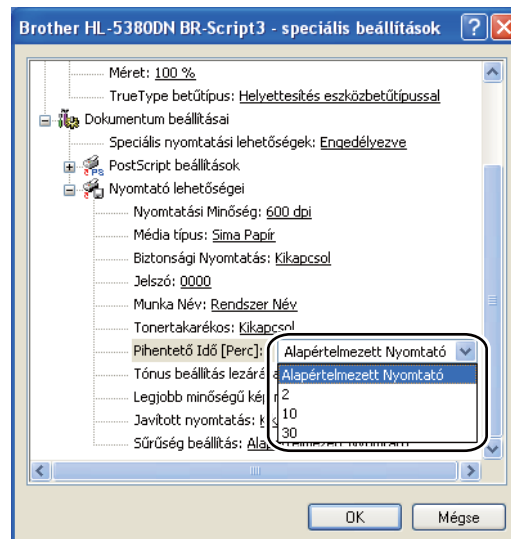 Brother HL-5380DN BR-Script3 - speciális beállítások
Méret: 100 %
TrueType betűtípus: Helyettesítés eszközbetűtípussal
Dokumentum beállításai
Speciális nyomtatási lehetőségek: Engedélyezve
PostScript beállítások
Nyomtató lehetőségei
Nyomtatási Minőség: 600 dpi
Média típus: Sima Papír
Biztonsági Nyomtatás: Kikapcsol
Jelszó: 0000
Munka Név: Rendszer Név
Tonertakarékos: Kikapcsol
Pihentető Idő [Perc]: Alapértelmezett Nyomtató
Tónus beállítás lezárá Alapértelmezett Nyomtató
Legjobb minőségű 2
Javított nyomtatás: 10
30
Sűrűség beállítás: Alapértelmezett Nyomtató
OK Mégse